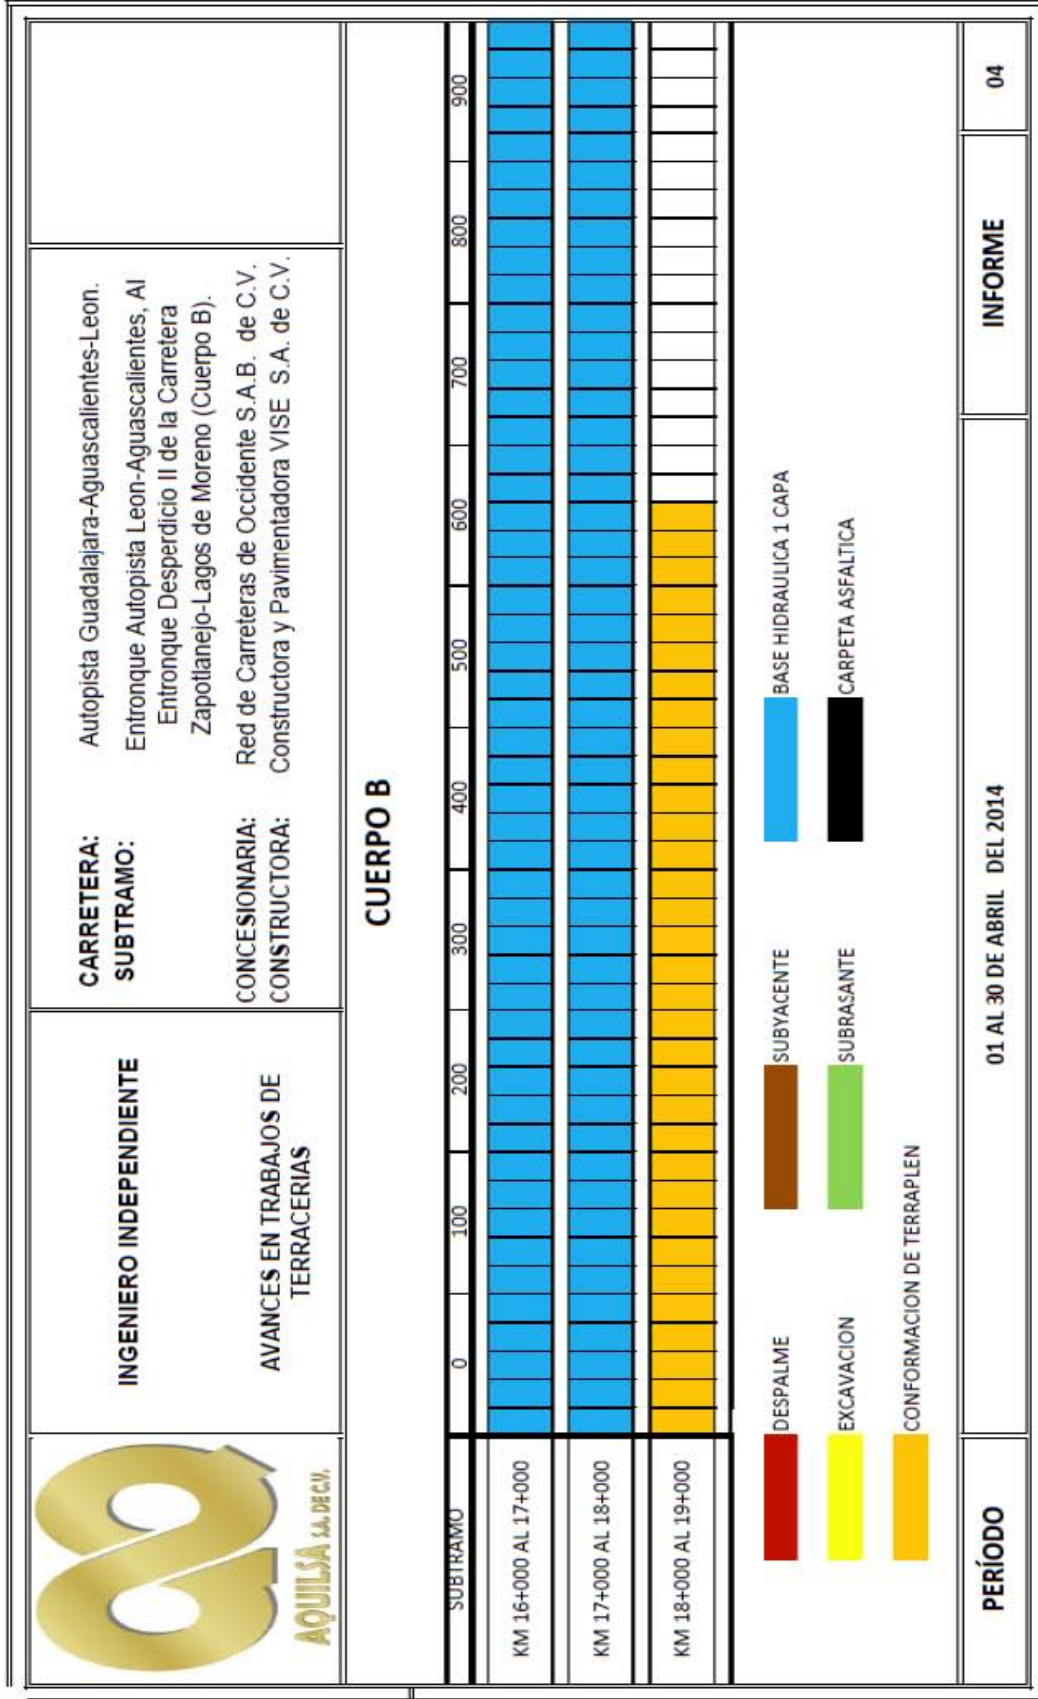 AQUILSA S.A. DE C.V.
INGENIERO INDEPENDIENTE
AVANCES EN TRABAJOS DE
TERRACERIAS
CARRETERA: Autopista Guadalajara-Aguascalientes-Leon.
SUBTRAMO: Entronque Autopista Leon-Aguascalientes, Al
Entronque Desperdicio II de la Carretera
Zapotlanejo-Lagos de Moreno (Cuerpo B).
CONCESIONARIA: Red de Carreteras de Occidente S.A.B. de C.V.
CONSTRUCTORA: Constructora y Pavimentadora VISE S.A. de C.V.
CUERPO B
SUBTRAMO 0 100 200 300 400 500 600 700 800 900
KM 16+000 AL 17+000
KM 17+000 AL 18+000
KM 18+000 AL 19+000
DESPALME SUBYACENTE BASE HIDRAULICA 1 CAPA
EXCAVACION SUBRASANTE CARPETA ASFALTICA
CONFORMACION DE TERRAPLEN
PERÍODO 01 AL 30 DE ABRIL DEL 2014 INFORME 04